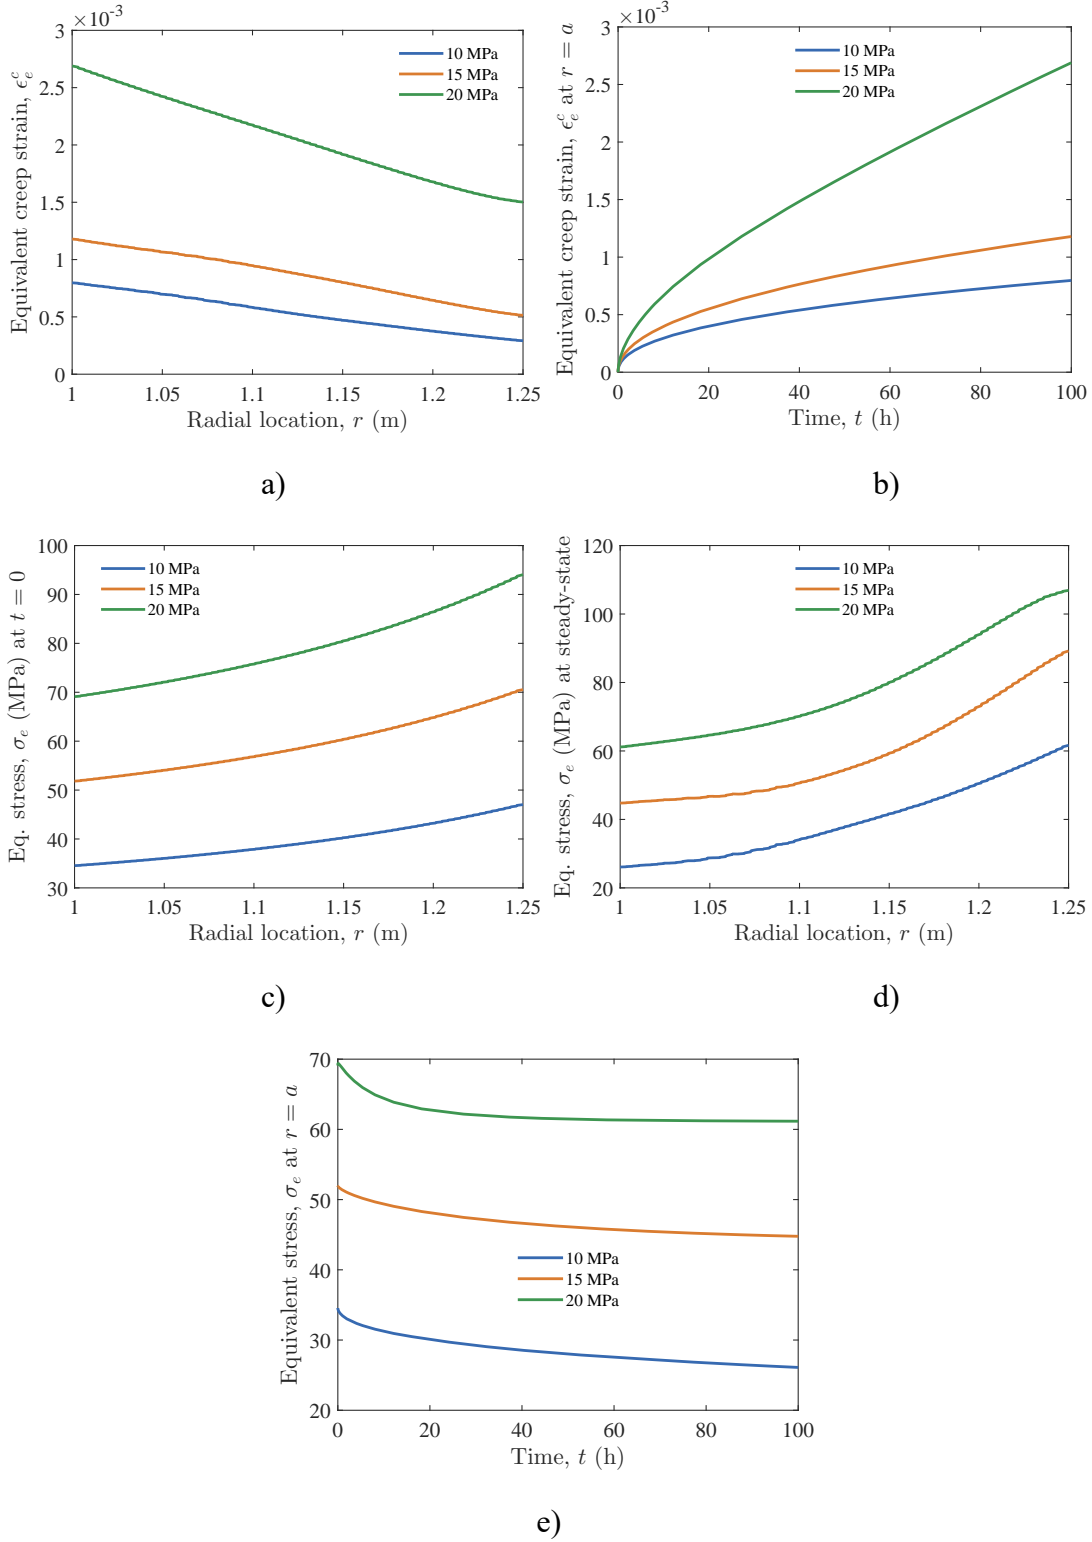 ×10⁻³
3
2.5
2
1.5
1
0.5
0
1
1.05
1.1
1.15
1.2
1.25
Radial location, r (m)
Equivalent creep strain, ϵₑᶜ
10 MPa
15 MPa
20 MPa
a)
×10⁻³
3
2.5
2
1.5
1
0.5
0
0
20
40
60
80
100
Time, t (h)
Equivalent creep strain, ϵₑᶜ at r = a
10 MPa
15 MPa
20 MPa
b)
100
90
80
70
60
50
40
30
1
1.05
1.1
1.15
1.2
1.25
Radial location, r (m)
Eq. stress, σₑ (MPa) at t = 0
10 MPa
15 MPa
20 MPa
c)
120
100
80
60
40
20
1
1.05
1.1
1.15
1.2
1.25
Radial location, r (m)
Eq. stress, σₑ (MPa) at steady-state
10 MPa
15 MPa
20 MPa
d)
70
60
50
40
30
20
0
20
40
60
80
100
Time, t (h)
Equivalent stress, σₑ at r = a
10 MPa
15 MPa
20 MPa
e)